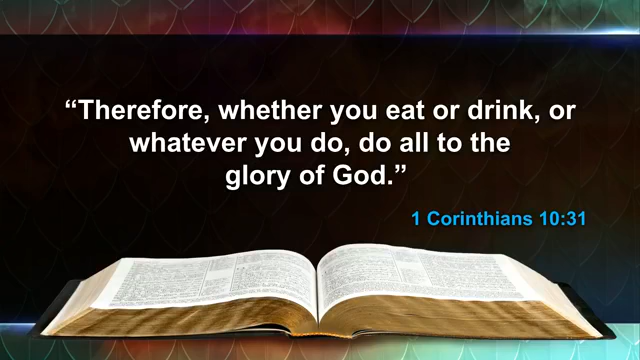 “Therefore, whether you eat or drink, or
whatever you do, do all to the
glory of God.”
1 Corinthians 10:31